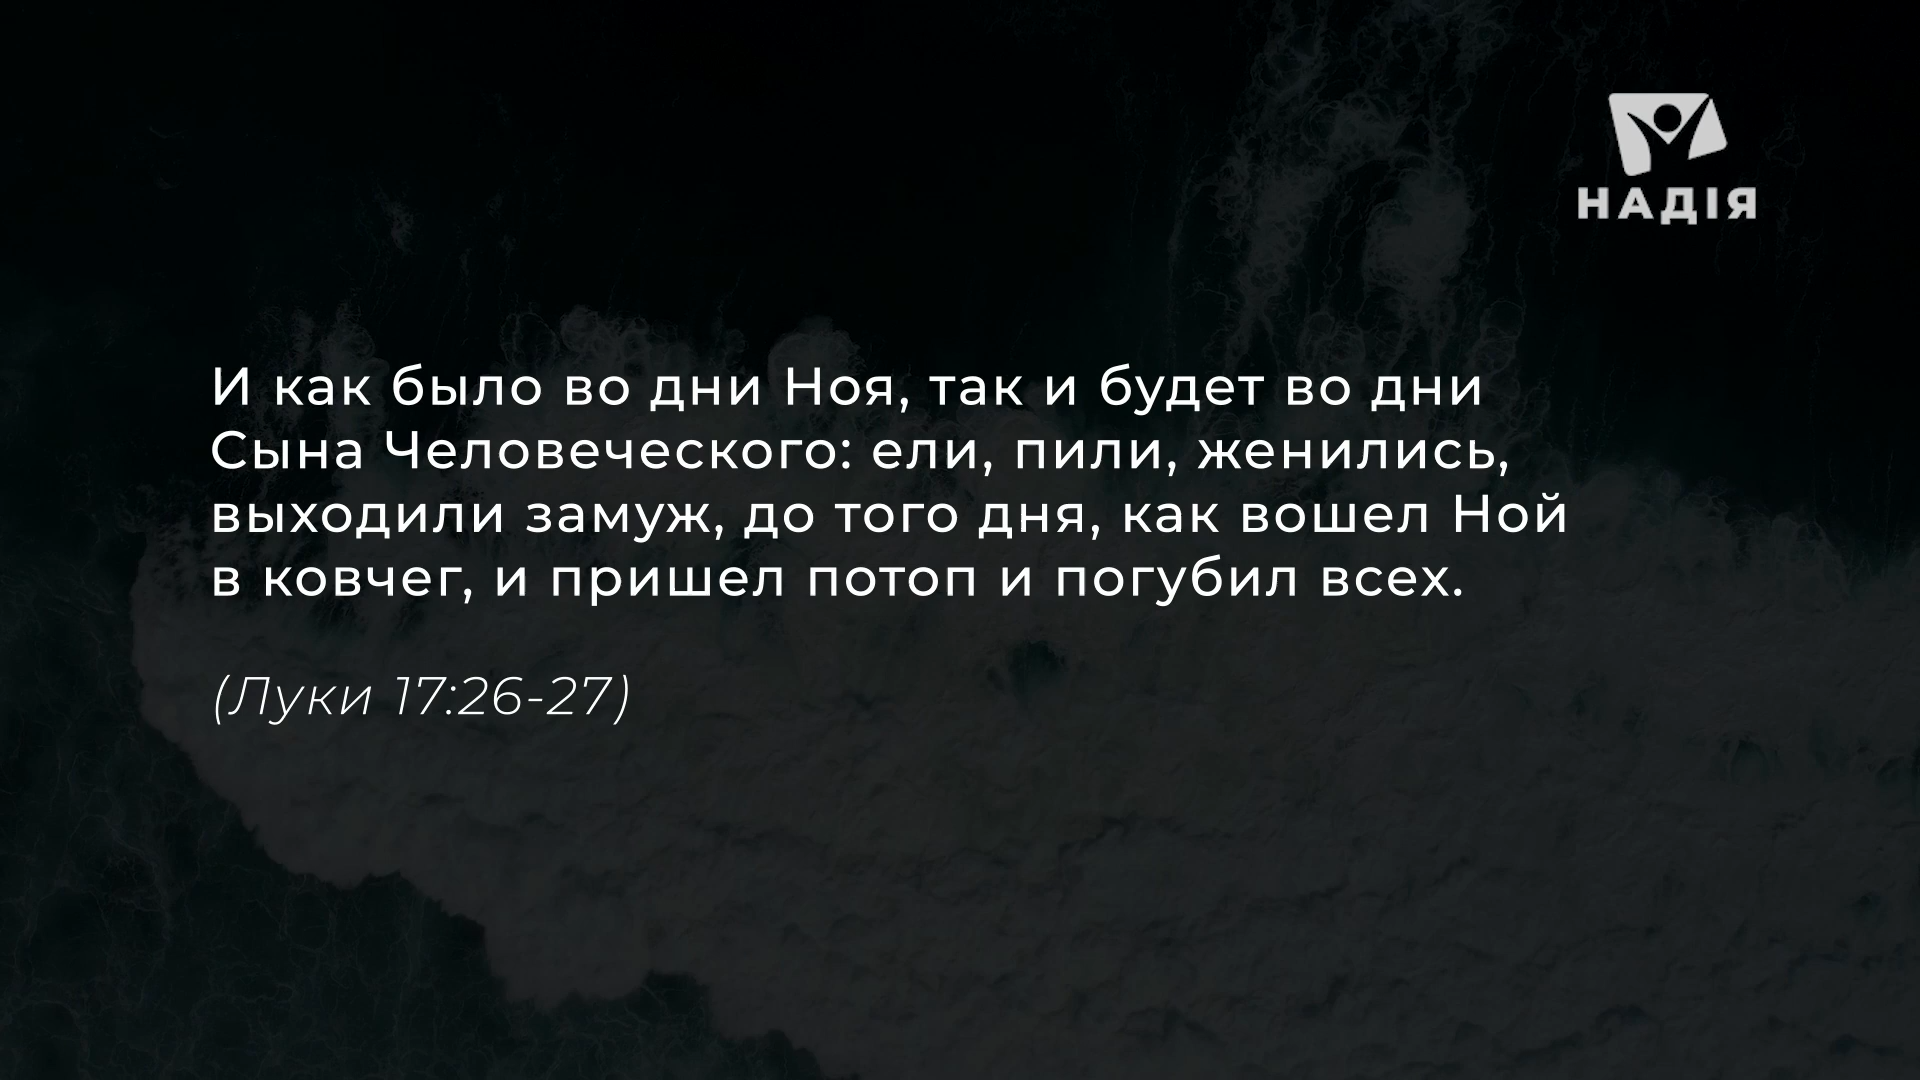 НАДІЯ
И как было во дни Ноя, так и будет во дни
Сына Человеческого: ели, пили, женились,
выходили замуж, до того дня, как вошел Ной
в ковчег, и пришел потоп и погубил всех.
(Луки 17:26-27)